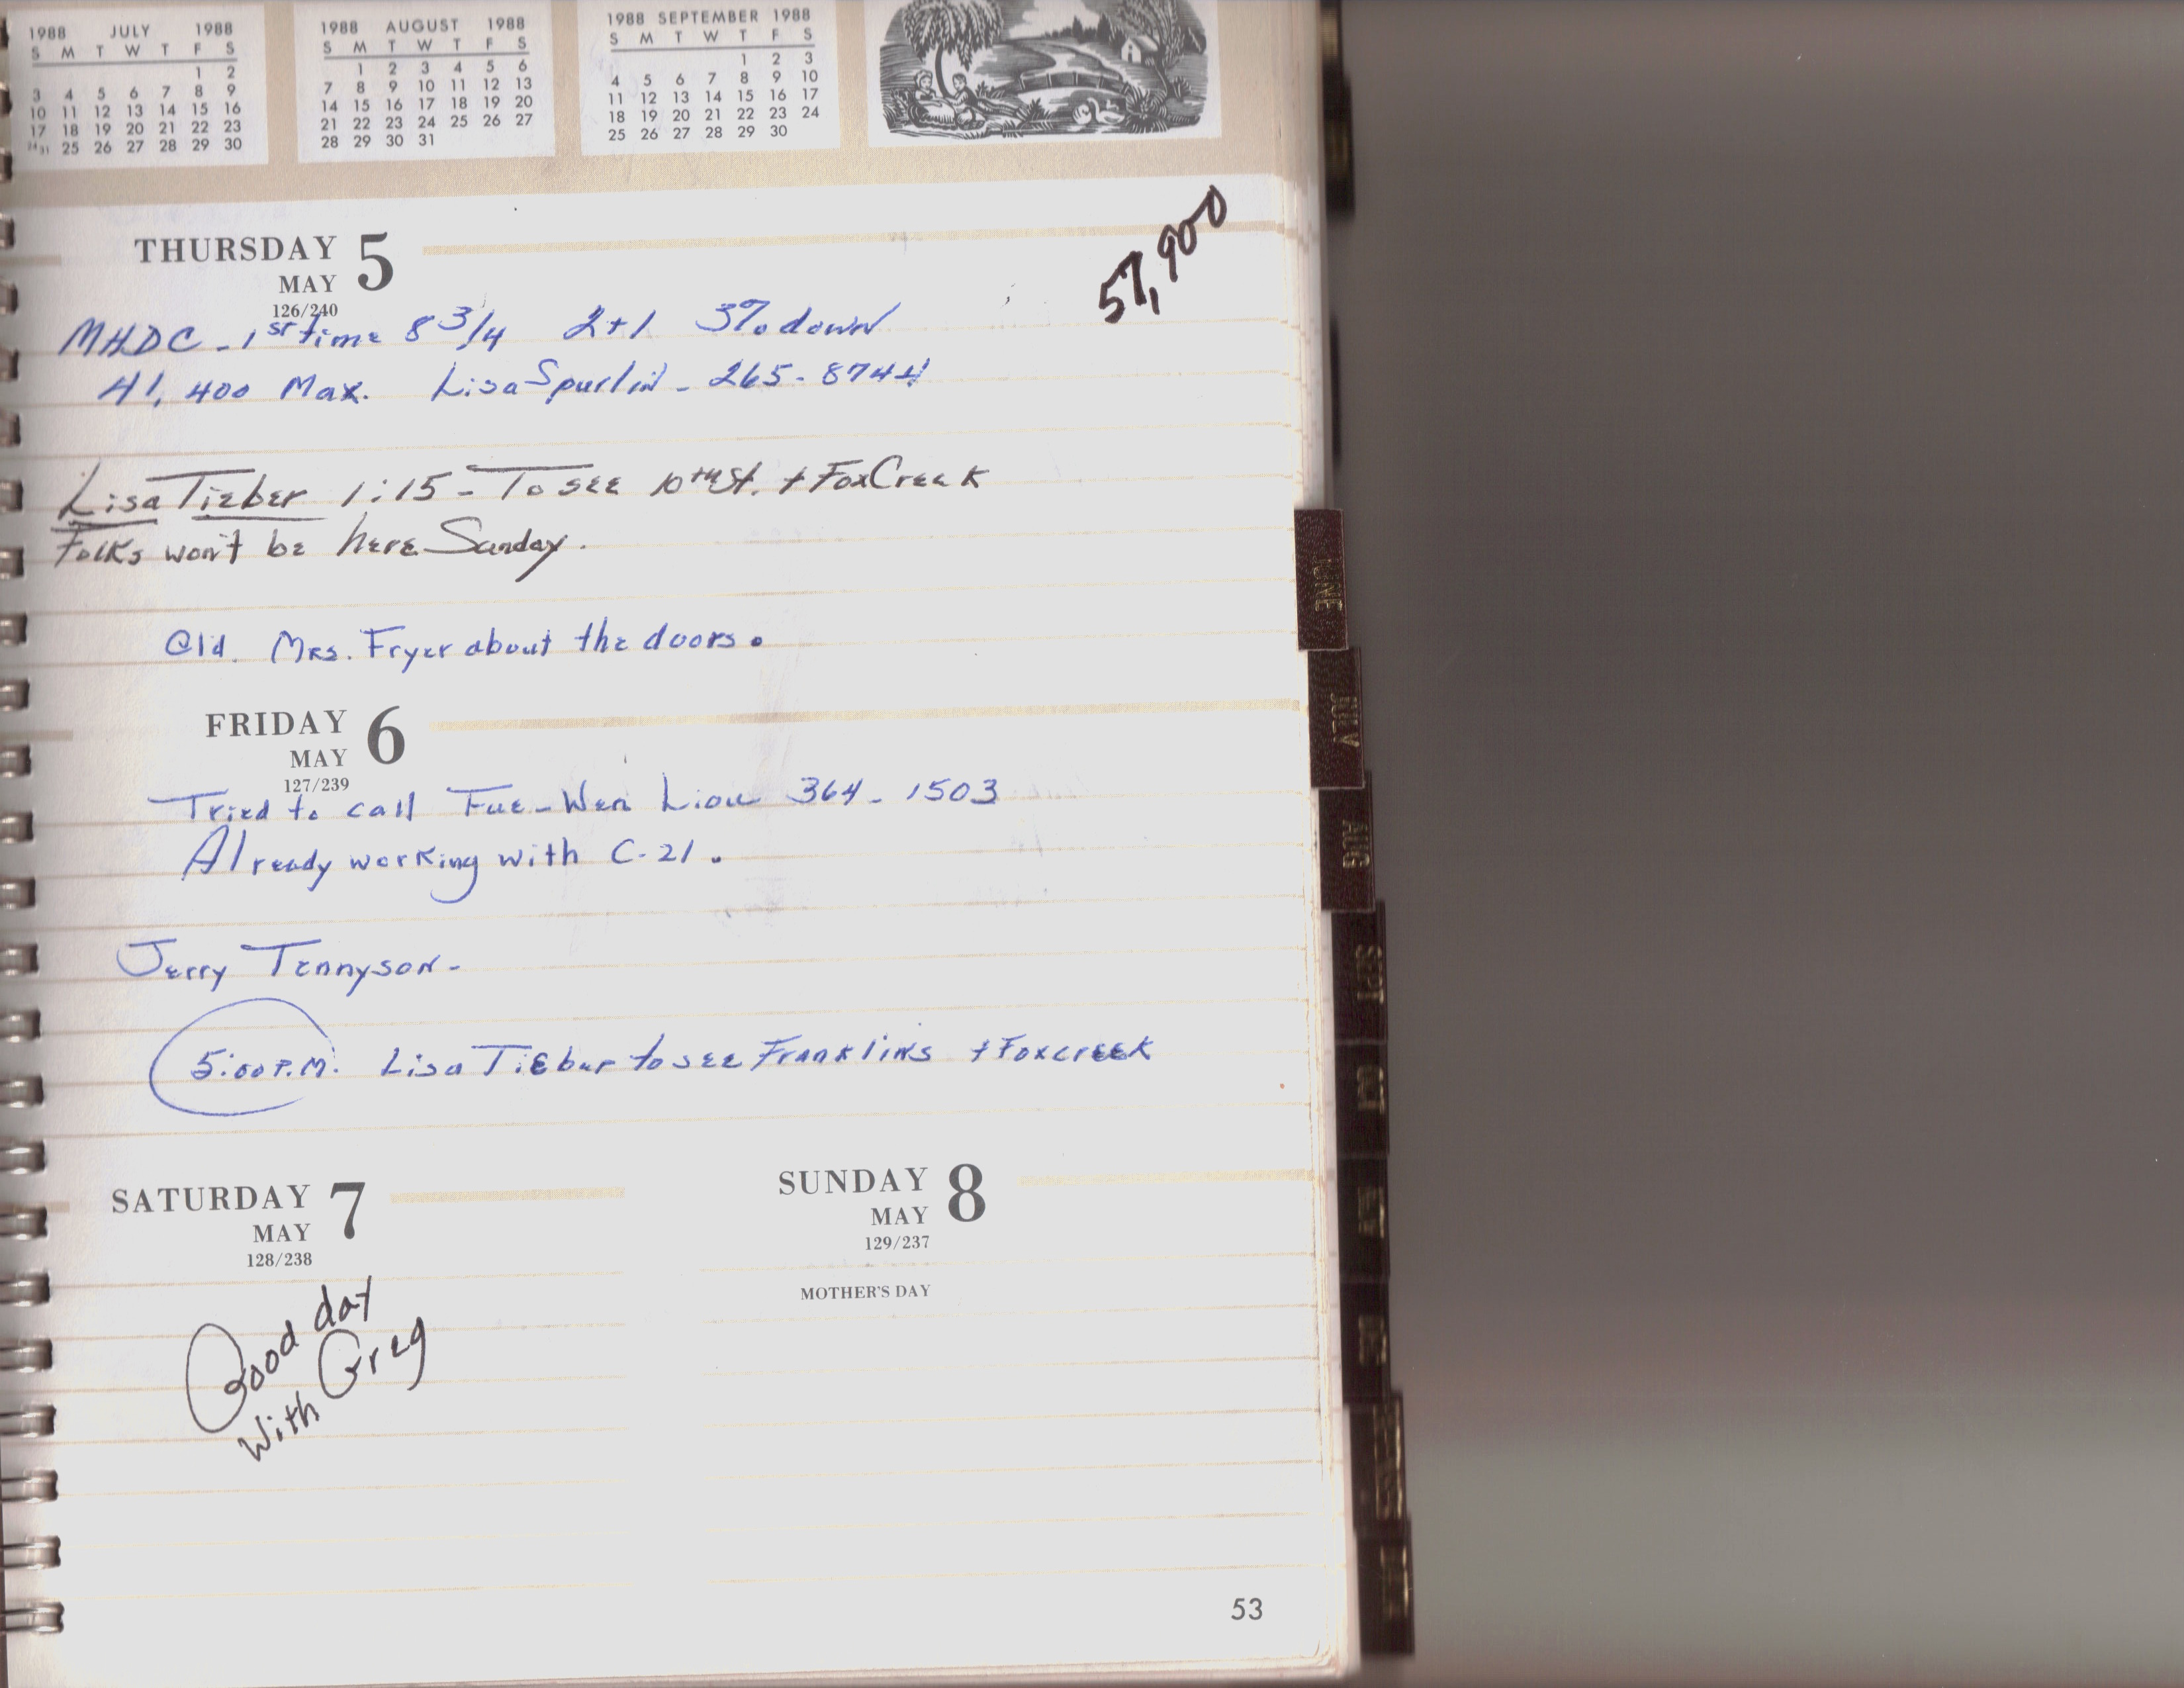 1988 JULY 1988
S M T W T F S
1 2
3 4 5 6 7 8 9
10 11 12 13 14 15 16
17 18 19 20 21 22 23
24/31 25 26 27 28 29 30
1988 AUGUST 1988
S M T W T F S
1 2 3 4 5 6
7 8 9 10 11 12 13
14 15 16 17 18 19 20
21 22 23 24 25 26 27
28 29 30 31
1988 SEPTEMBER 1988
S M T W T F S
1 2 3
4 5 6 7 8 9 10
11 12 13 14 15 16 17
18 19 20 21 22 23 24
25 26 27 28 29 30
57,900
THURSDAY 5
MAY
126/240
MHDC - 1st time 8 3/4 2+1 3% down
41,400 Max. Lisa Spurlin - 265-8744
Lisa Tieber 1:15 - To see 10th St. + FoxCreek
Folks won't be here Sunday.
Cld. Mrs. Fryer about the doors.
FRIDAY 6
MAY
127/239
Tried to call Fue-Wen Liou 364-1503
Already working with C-21.
Jerry Tennyson-
5:00 P.M. Lisa Tieber to see Franklins + Foxcreek
SATURDAY 7
MAY
128/238
Good day
with Greg
SUNDAY 8
MAY
129/237
MOTHER'S DAY
53
JUNE
JULY
AUG
SEPT
OCT